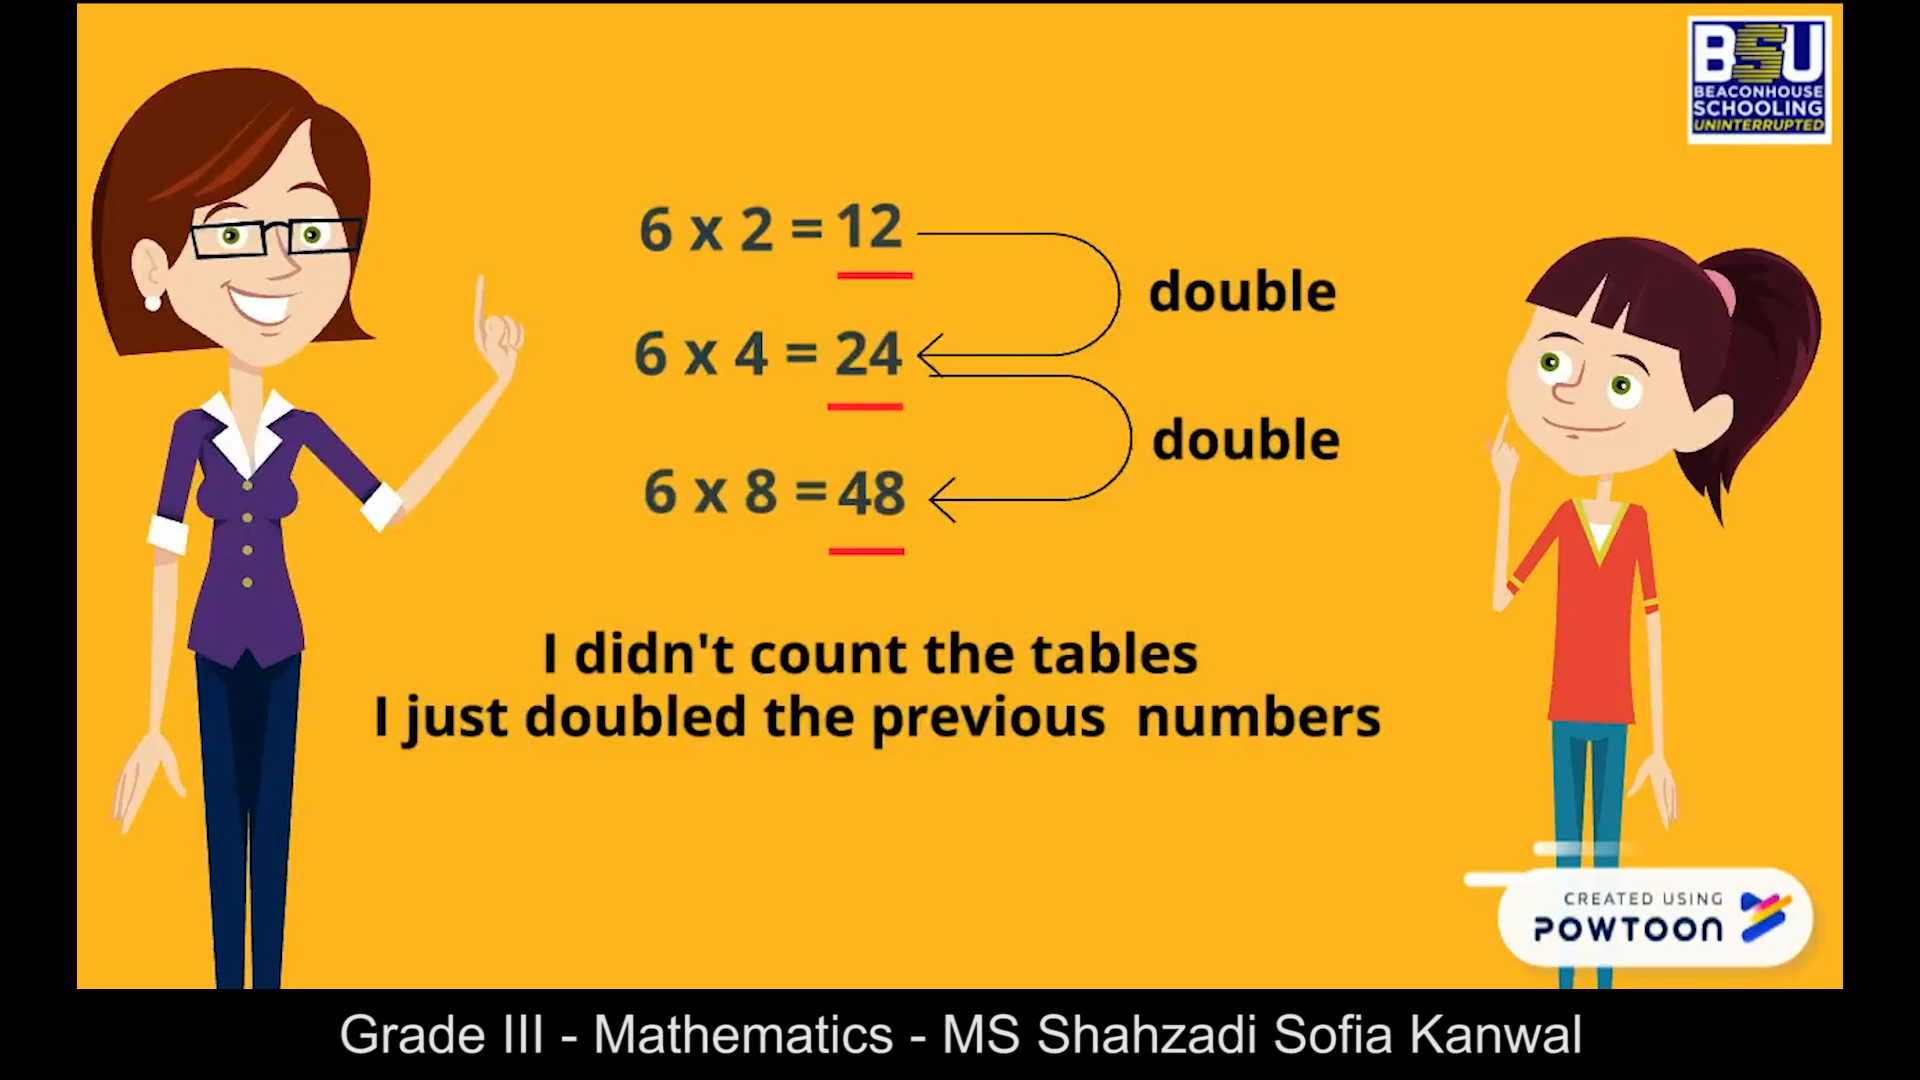 BSU
BEACONHOUSE
SCHOOLING
UNINTERRUPTED
6 x 2 = 12
double
6 x 4 = 24
double
6 x 8 = 48
I didn't count the tables
I just doubled the previous numbers
CREATED USING
POWTOON
Grade III - Mathematics - MS Shahzadi Sofia Kanwal